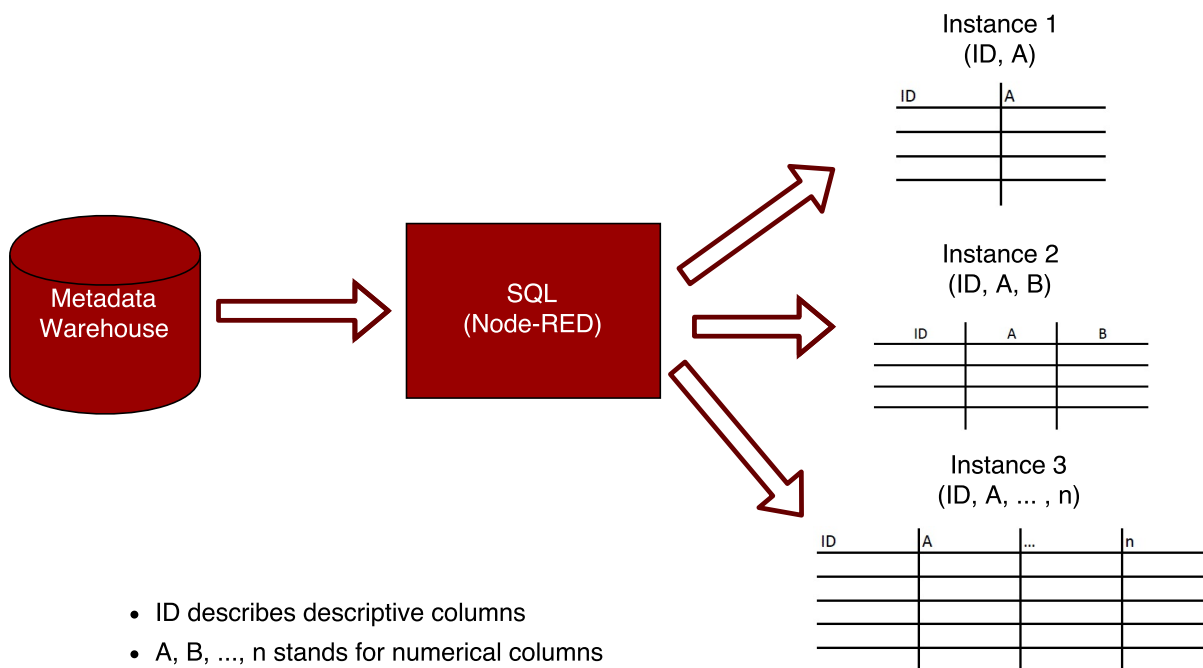 Instance 1
(ID, A)
ID A
Metadata
Warehouse
SQL
(Node-RED)
Instance 2
(ID, A, B)
ID A B
Instance 3
(ID, A, ... , n)
ID A ... n
• ID describes descriptive columns
• A, B, ..., n stands for numerical columns